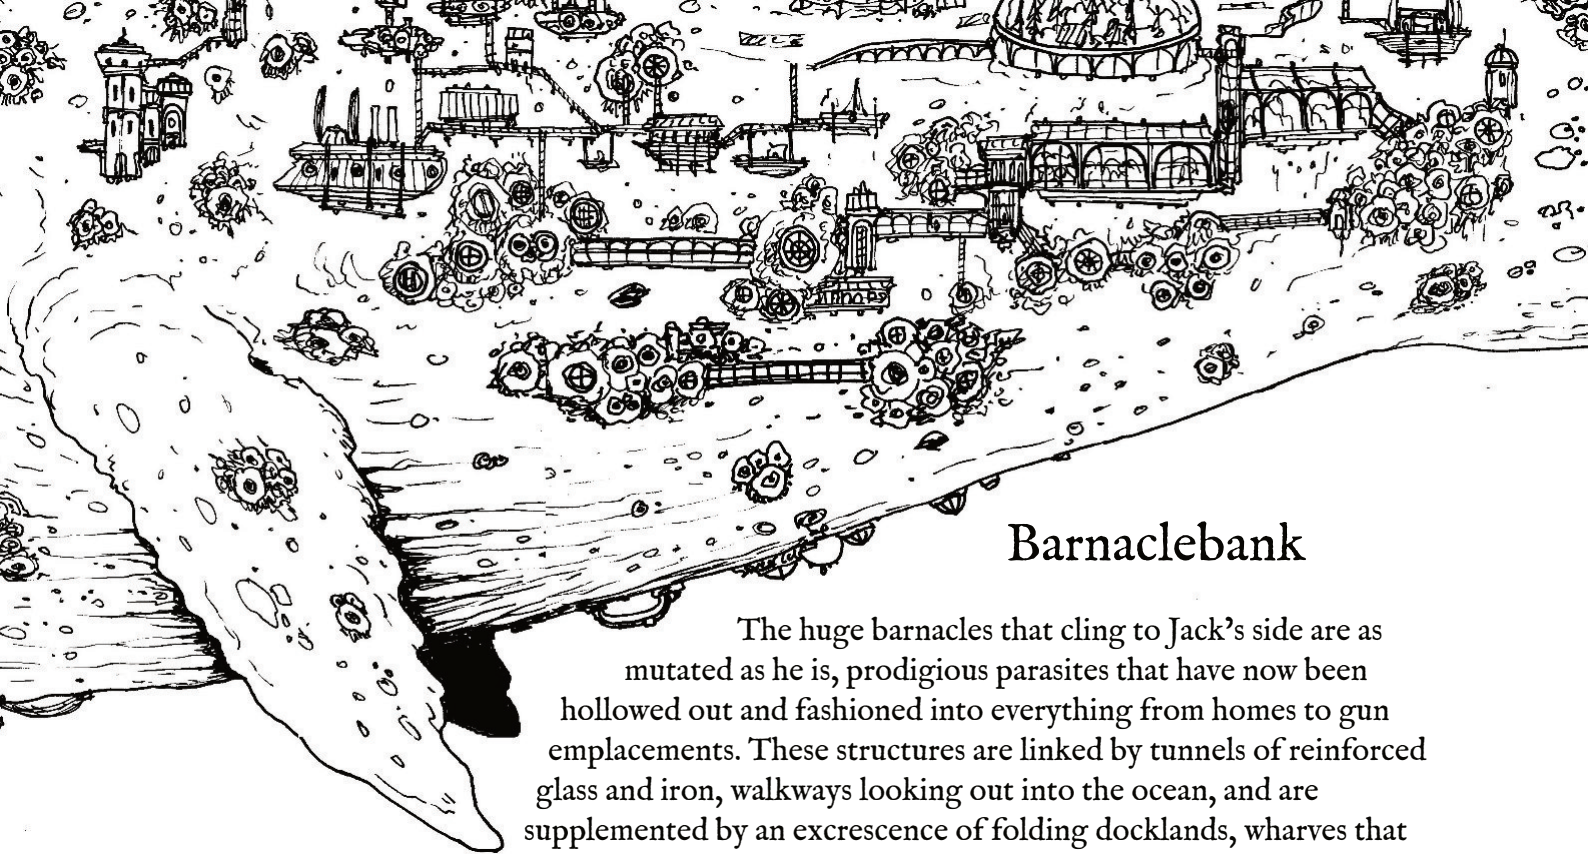 Barnaclebank
The huge barnacles that cling to Jack's side are as
mutated as he is, prodigious parasites that have now been
hollowed out and fashioned into everything from homes to gun
emplacements. These structures are linked by tunnels of reinforced
glass and iron, walkways looking out into the ocean, and are
supplemented by an excrescence of folding docklands, wharves that